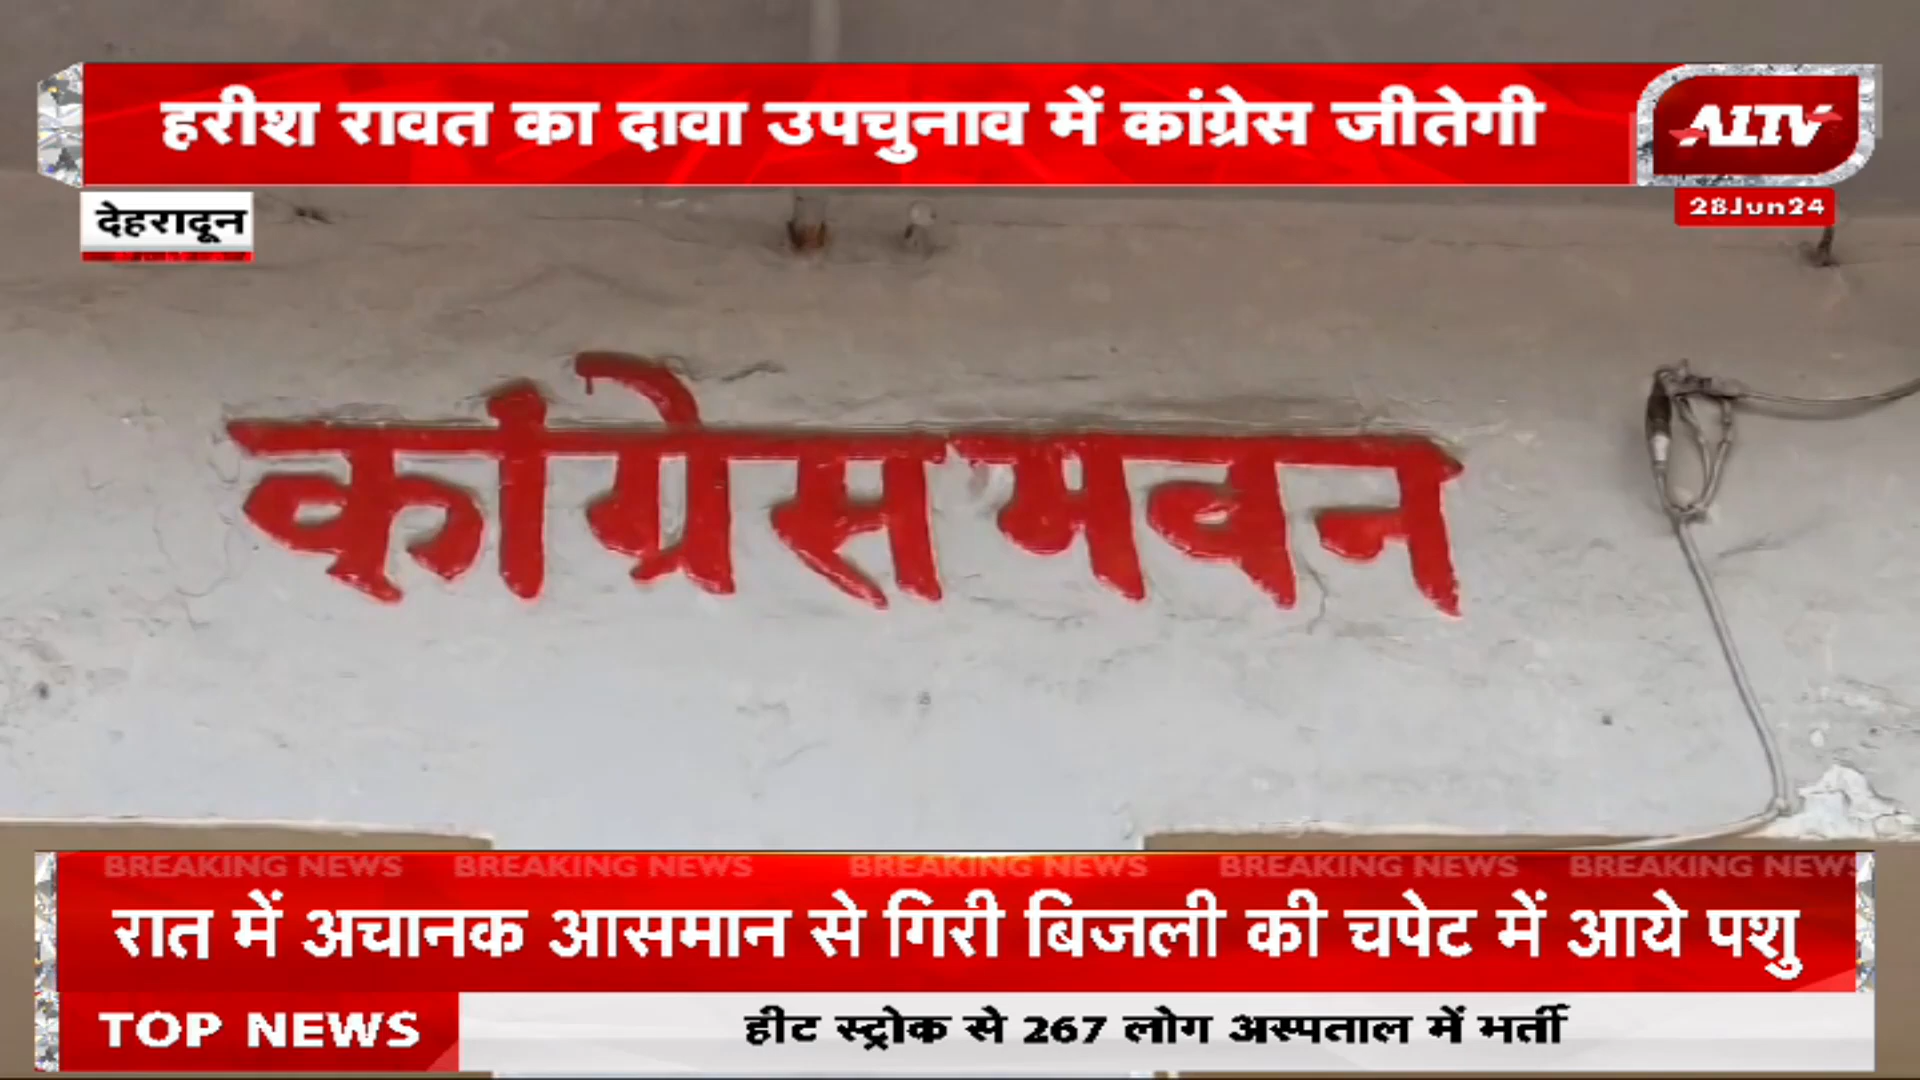 हरीश रावत का दावा उपचुनाव में कांग्रेस जीतेगी
ALTV
देहरादून
28Jun24
कांग्रेस भवन
BREAKING NEWS BREAKING NEWS BREAKING NEWS BREAKING NEWS BREAKING NEWS
रात में अचानक आसमान से गिरी बिजली की चपेट में आये पशु
TOP NEWS
हीट स्ट्रोक से 267 लोग अस्पताल में भर्ती